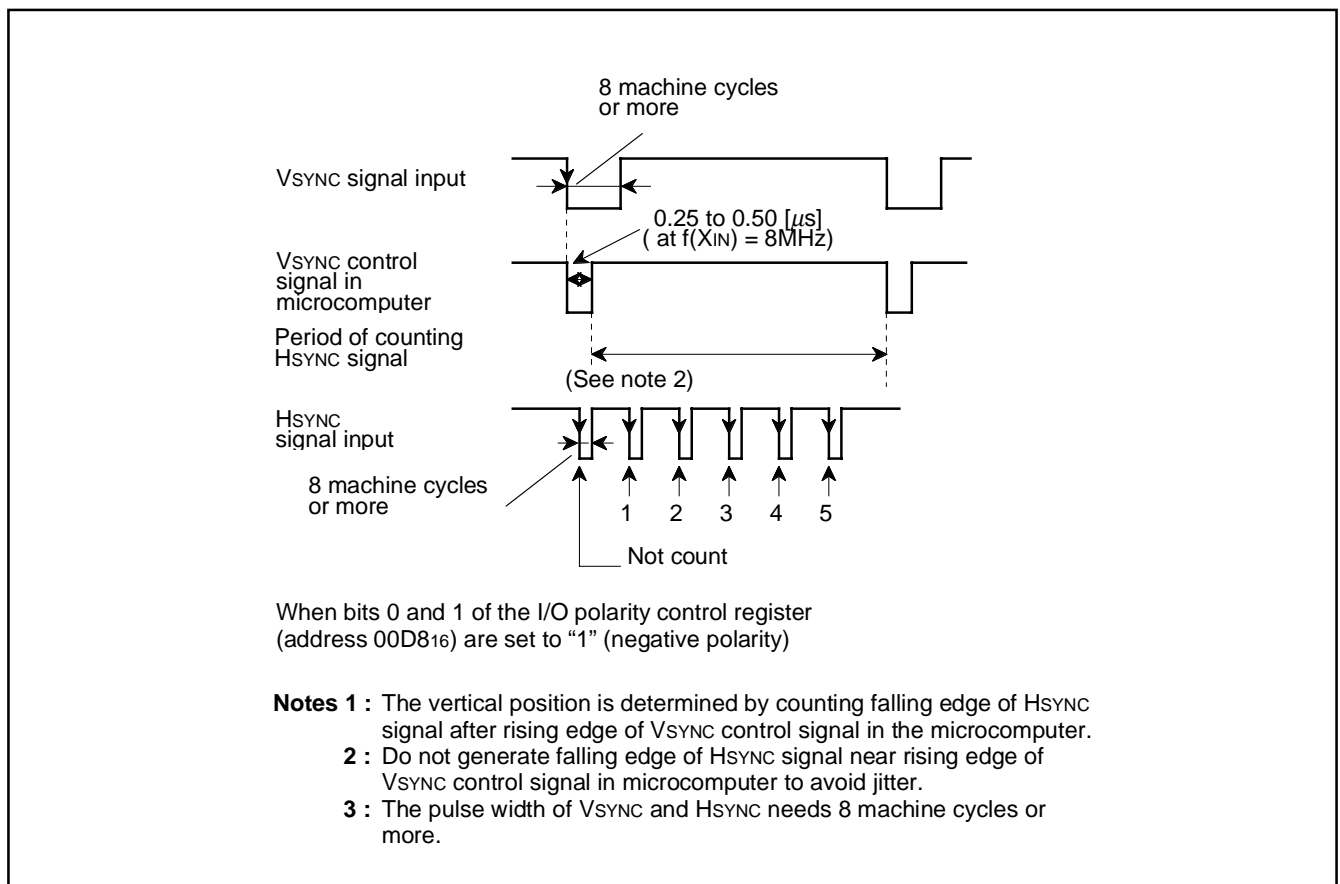 8 machine cycles
or more
VSYNC signal input
0.25 to 0.50 [μs]
( at f(XIN) = 8MHz)
VSYNC control
signal in
microcomputer
Period of counting
HSYNC signal
(See note 2)
HSYNC
signal input
8 machine cycles
or more
1 2 3 4 5
Not count
When bits 0 and 1 of the I/O polarity control register
(address 00D816) are set to “1” (negative polarity)
Notes 1 : The vertical position is determined by counting falling edge of HSYNC
signal after rising edge of VSYNC control signal in the microcomputer.
2 : Do not generate falling edge of HSYNC signal near rising edge of
VSYNC control signal in microcomputer to avoid jitter.
3 : The pulse width of VSYNC and HSYNC needs 8 machine cycles or
more.